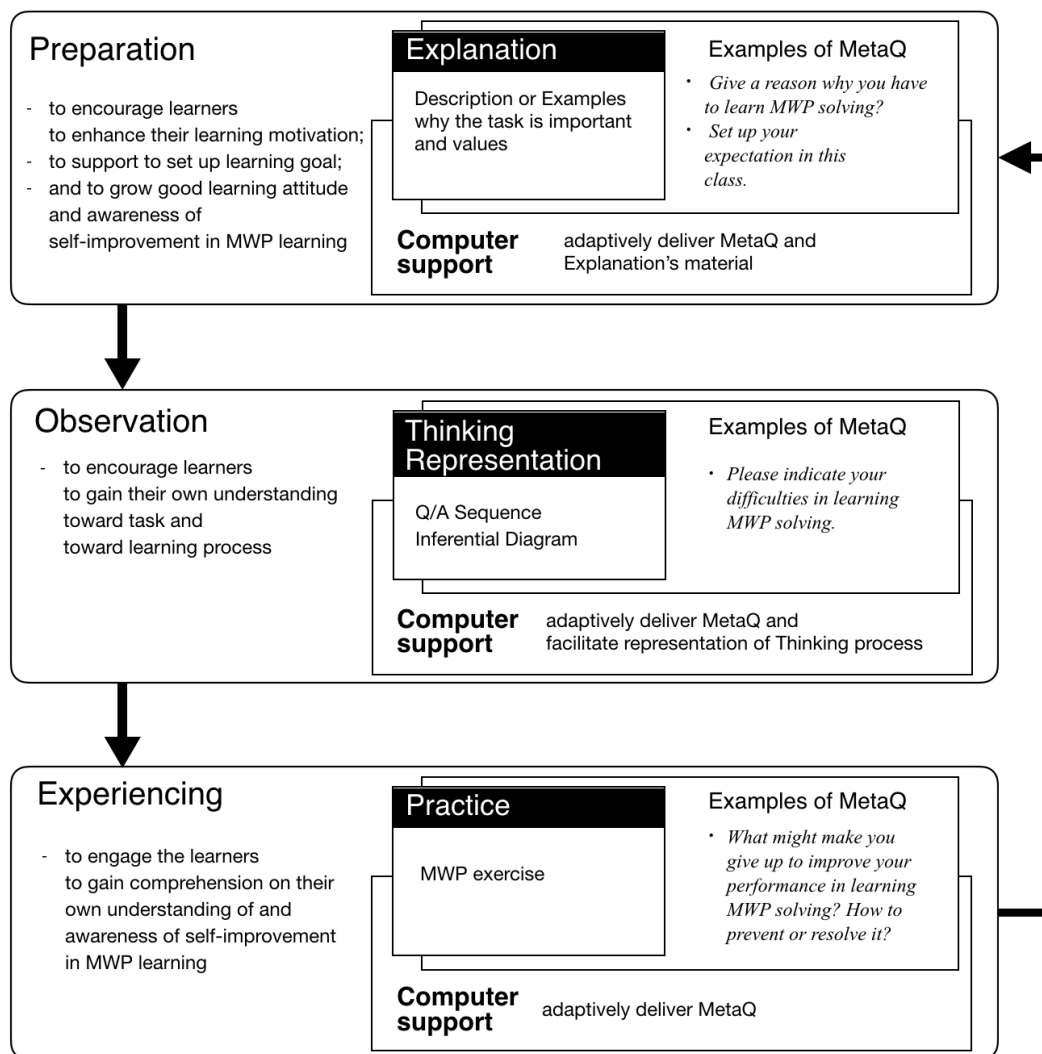 Preparation
- to encourage learners
to enhance their learning motivation;
- to support to set up learning goal;
- and to grow good learning attitude
and awareness of
self-improvement in MWP learning
Explanation
Description or Examples
why the task is important
and values
Examples of MetaQ
• Give a reason why you have
to learn MWP solving?
• Set up your
expectation in this
class.
Computer
support
adaptively deliver MetaQ and
Explanation’s material
Observation
- to encourage learners
to gain their own understanding
toward task and
toward learning process
Thinking
Representation
Q/A Sequence
Inferential Diagram
Examples of MetaQ
• Please indicate your
difficulties in learning
MWP solving.
Computer
support
adaptively deliver MetaQ and
facilitate representation of Thinking process
Experiencing
- to engage the learners
to gain comprehension on their
own understanding of and
awareness of self-improvement
in MWP learning
Practice
MWP exercise
Examples of MetaQ
• What might make you
give up to improve your
performance in learning
MWP solving? How to
prevent or resolve it?
Computer
support
adaptively deliver MetaQ